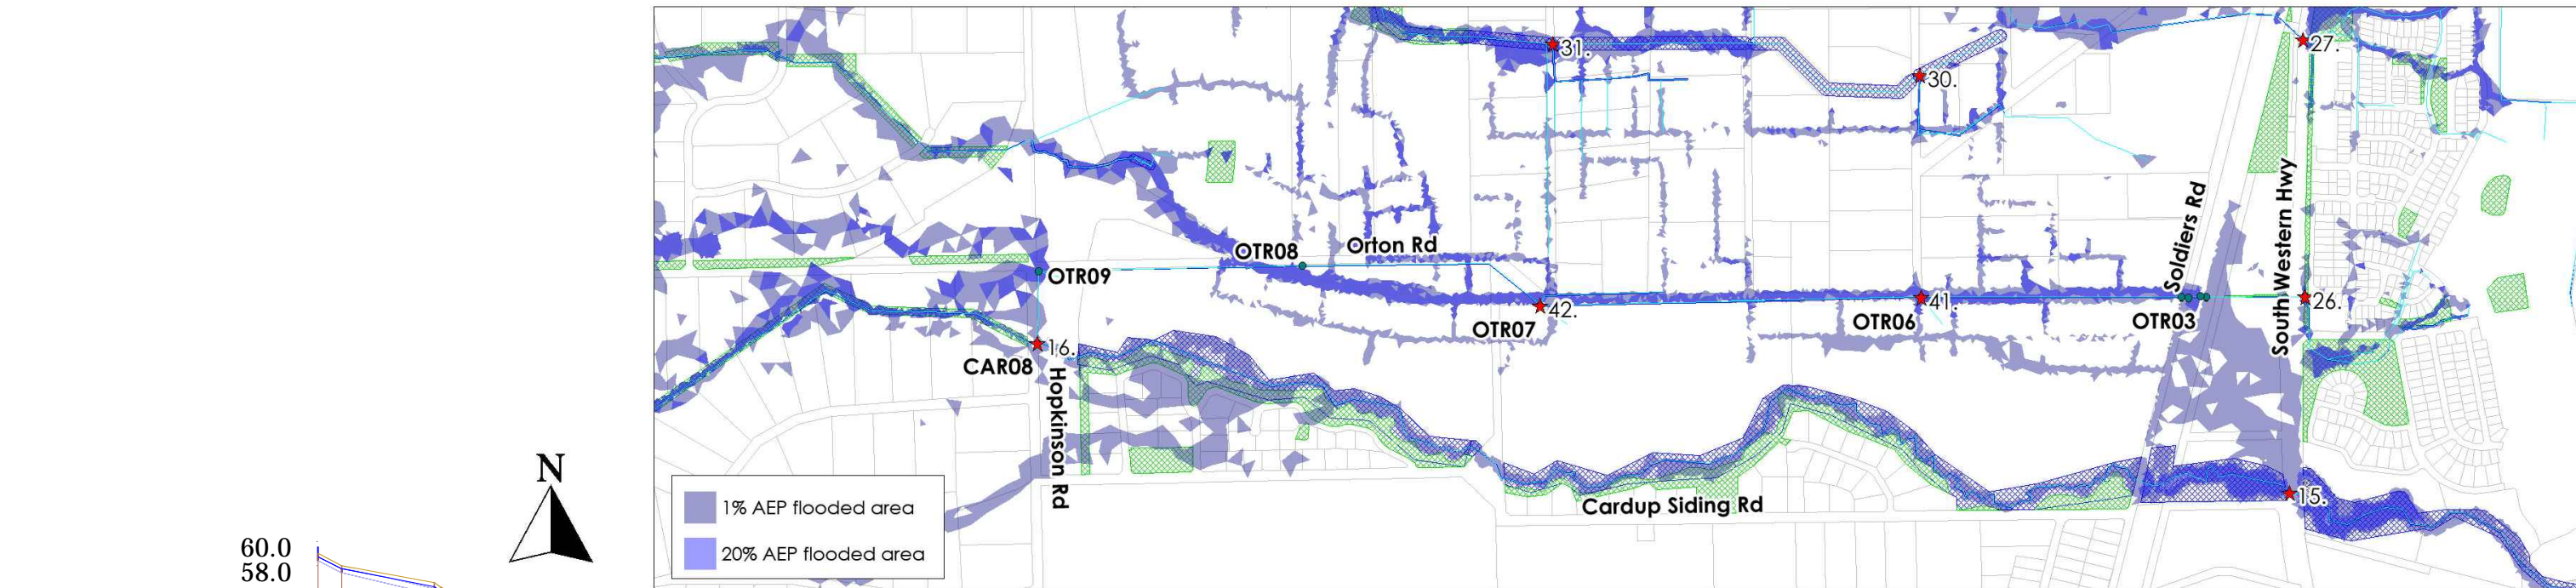 31.
27.
30.
Soldiers Rd
South Western Hwy
OTR08
Orton Rd
OTR09
42.
41.
26.
OTR07
OTR06
OTR03
16.
CAR08
Hopkinson Rd
N
15.
Cardup Siding Rd
1% AEP flooded area
20% AEP flooded area
60.0
58.0